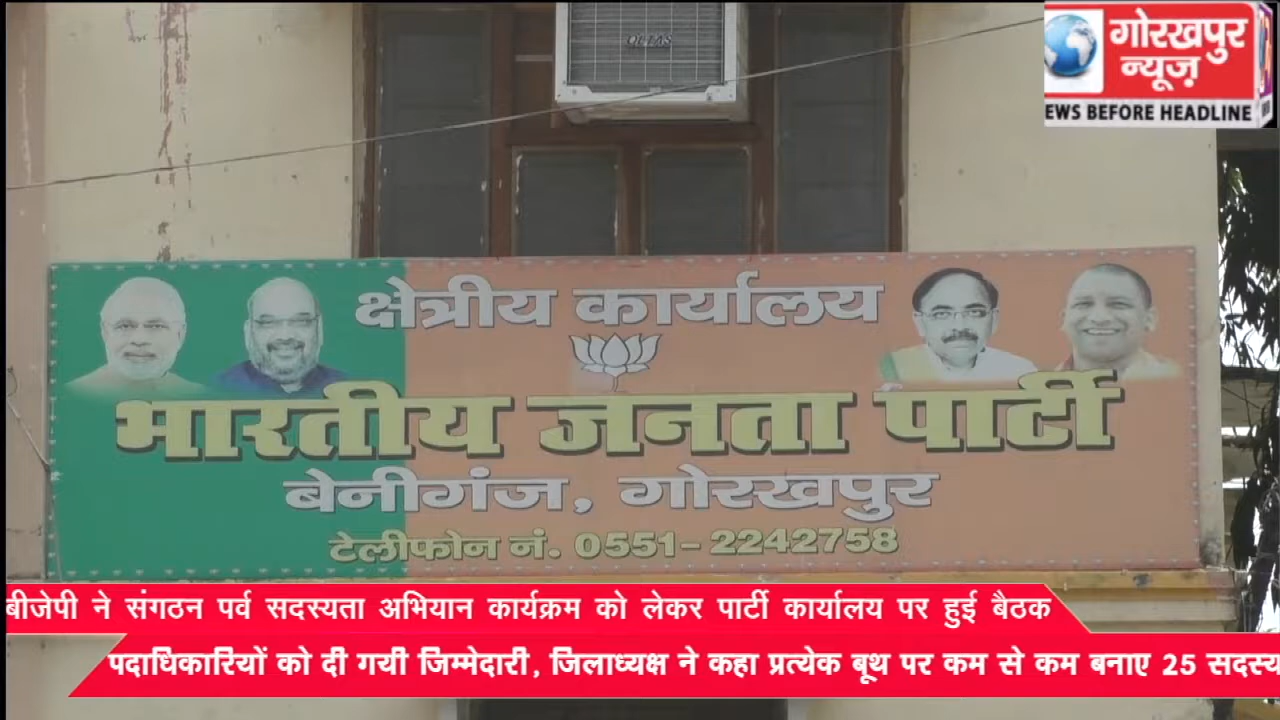 गोरखपुर
न्यूज़
EWS BEFORE HEADLINE
क्षेत्रीय कार्यालय
भारतीय जनता पार्टी
बेनीगंज, गोरखपुर
टेलीफोन नं. 0551-2242758
बीजेपी ने संगठन पर्व सदस्यता अभियान कार्यक्रम को लेकर पार्टी कार्यालय पर हुई बैठक
पदाधिकारियों को दी गयी जिम्मेदारी, जिलाध्यक्ष ने कहा प्रत्येक बूथ पर कम से कम बनाए 25 सदस्य